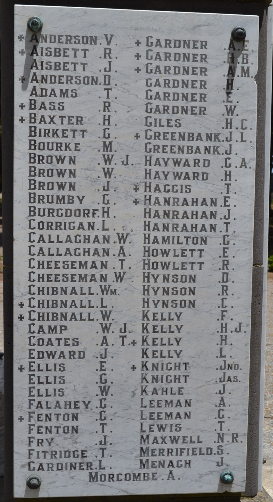 + ANDERSON. V.
+ AISBETT . R.
AISBETT . J.
+ ANDERSON. D.
ADAMS . T.
+ BASS . R.
+ BAXTER . H.
BIRKETT . G.
BOURKE . M.
BROWN . W. J.
BROWN . W.
BROWN . J.
BRUMBY . G.
BURGDORF. H.
CORRIGAN. L.
CALLAGHAN. W.
CALLAGHAN. A.
CHEESEMAN. T.
CHEESEMAN. W.
CHIBNALL. WM.
+ CHIBNALL. L.
+ CHIBNALL. W.
CAMP . W. J.
COATES . A. T.
EDWARD . J.
+ ELLIS . E.
ELLIS . G.
ELLIS . W.
FALAHEY. G.
+ FENTON . G.
FENTON . T.
FRY . J.
FITRIDGE . T.
GARDINER. L.
+ GARDNER . A. E.
+ GARDNER . H. B.
+ GARDNER . A. M.
GARDNER . H.
GARDNER . E.
GARDNER . W.
GILES . H. C.
+ GREENBANK. J. L.
GREENBANK. J.
HAYWARD . C. A.
HAYWARD . H.
+ HAGGIS . T.
+ HANRAHAN. E.
HANRAHAN. J.
HANRAHAN. T.
HAMILTON . G.
HOWLETT . E.
HOWLETT . R.
HYNSON . D.
HYNSON . R.
HYNSON . C.
KELLY . F.
KELLY . H. J.
+ KELLY . H.
KELLY . L.
+ KNIGHT . JNO.
KNIGHT . JAS.
KAHLE . J.
LEEMAN . A.
LEEMAN . C.
LEWIS . T.
MAXWELL . N. R.
MERRIFIELD. S.
MENAGH . J.
MORCOMBE. A.